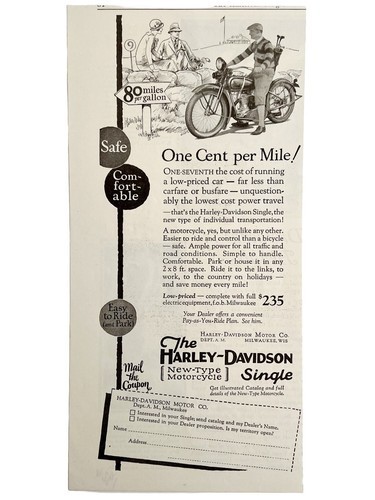 80 miles
per gallon
Safe
Com-
fort-
able
One Cent per Mile!
ONE-SEVENTH the cost of running
a low-priced car — far less than
carfare or busfare — unquestion-
ably the lowest cost power travel
—that's the Harley-Davidson Single, the
new type of individual transportation!
A motorcycle, yes, but unlike any other.
Easier to ride and control than a bicycle
— safe. Ample power for all traffic and
road conditions. Simple to handle.
Comfortable. Park or house it in any
2 x 8 ft. space. Ride it to the links, to
work, to the country on holidays —
and save money every mile!
Low-priced — complete with full $235
electric equipment, f.o.b. Milwaukee
Easy
to Ride
(and Park)
Your Dealer offers a convenient
Pay-as-You-Ride Plan. See him.
HARLEY-DAVIDSON MOTOR CO.
DEPT. A. M. MILWAUKEE, WIS
The
HARLEY-DAVIDSON
[New-Type Motorcycle] Single
Mail
the
Coupon
Get Illustrated Catalog and full
details of the New-Type Motorcycle.
HARLEY-DAVIDSON MOTOR CO.
Dept. A. M., Milwaukee
Interested in your Single; send catalog and my Dealer's Name.
Interested in your Dealer proposition. Is my territory open?
Name
Address